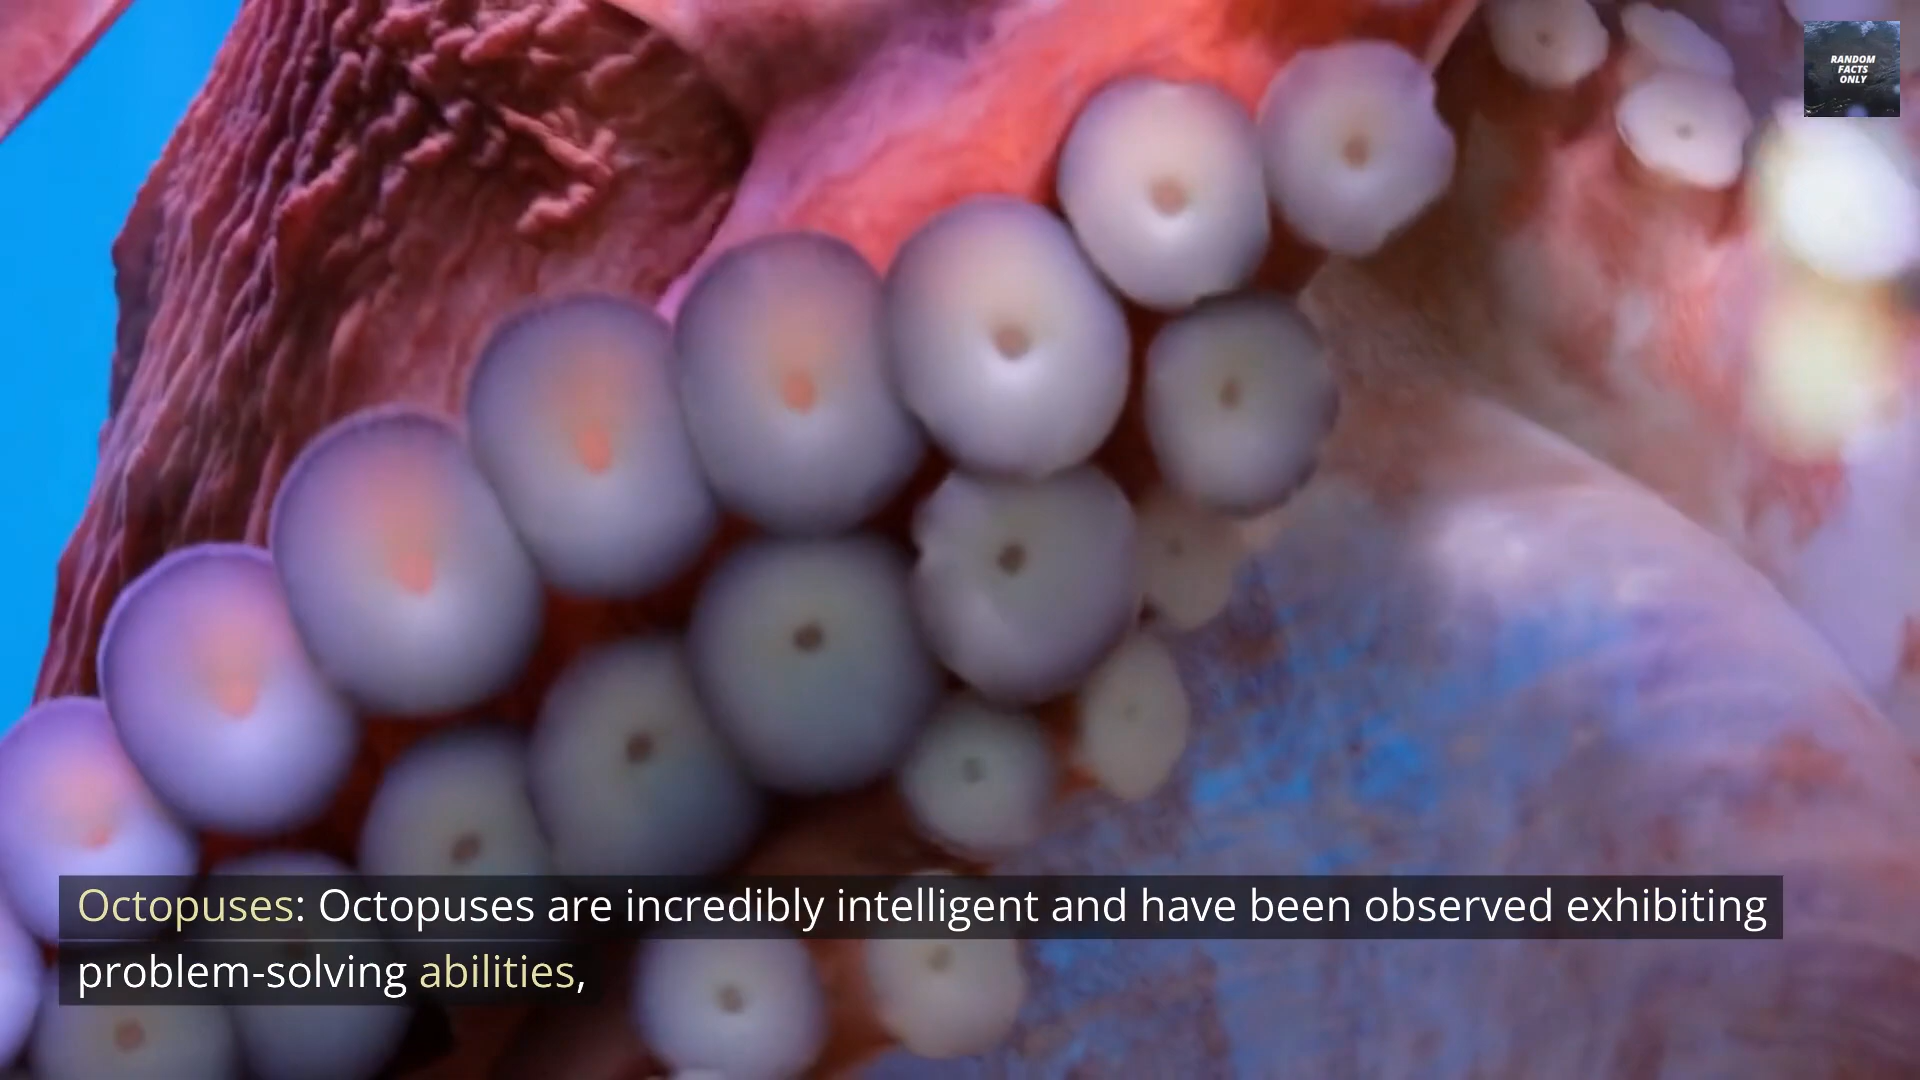 RANDOM
FACTS
ONLY
Octopuses: Octopuses are incredibly intelligent and have been observed exhibiting
problem-solving abilities,